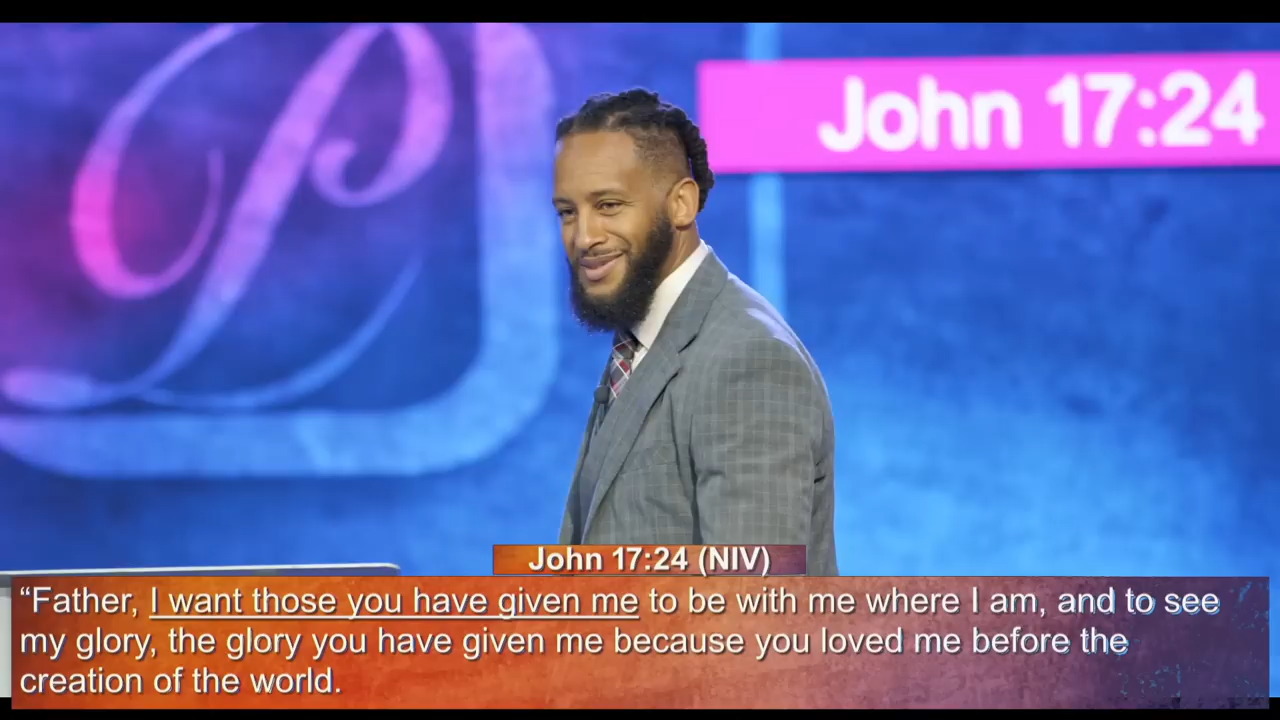 P
John 17:24
John 17:24 (NIV)
“Father, I want those you have given me to be with me where I am, and to see
my glory, the glory you have given me because you loved me before the
creation of the world.